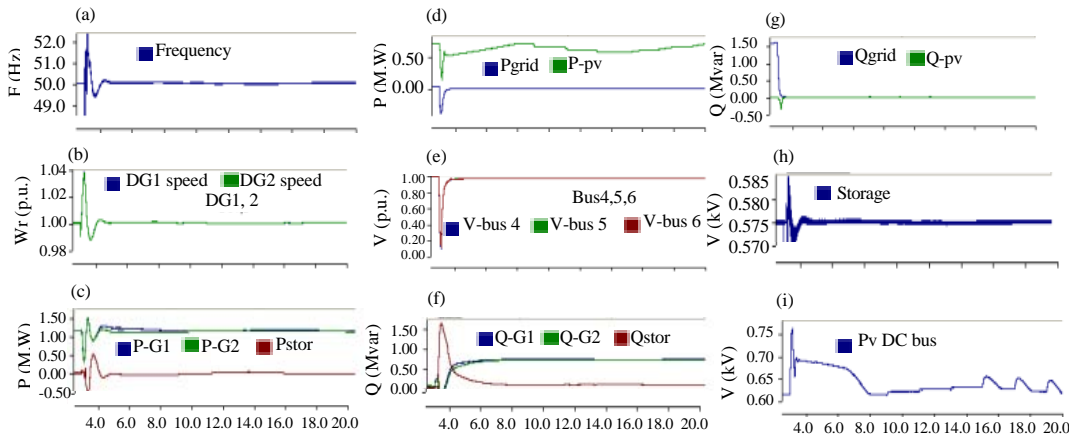 (a)
F (Hz)
52.0
51.0
50.0
49.0
Frequency
(b)
Wr (p.u.)
1.04
1.00
0.98
DG1 speed DG2 speed
DG1, 2
(c)
P (M.W)
1.50
1.00
0.50
0.00
-0.50
P-G1 P-G2 Pstor
4.0 6.0 8.0 10.0 12.0 14.0 16.0 18.0 20.0
(d)
P (M.W)
0.50
0.00
Pgrid P-pv
(e)
V (p.u.)
1.00
0.80
0.60
0.40
0.20
0.00
Bus4,5,6
V-bus 4 V-bus 5 V-bus 6
(f)
Q (Mvar)
1.50
1.00
0.50
0.00
Q-G1 Q-G2 Qstor
4.0 6.0 8.0 10.0 12.0 14.0 16.0 18.0 20.0
(g)
Q (Mvar)
1.50
1.00
0.50
0.00
-0.50
Qgrid Q-pv
(h)
V (kV)
0.585
0.580
0.575
0.570
Storage
(i)
V (kV)
0.75
0.70
0.65
0.60
Pv DC bus
4.0 6.0 8.0 10.0 12.0 14.0 16.0 18.0 20.0